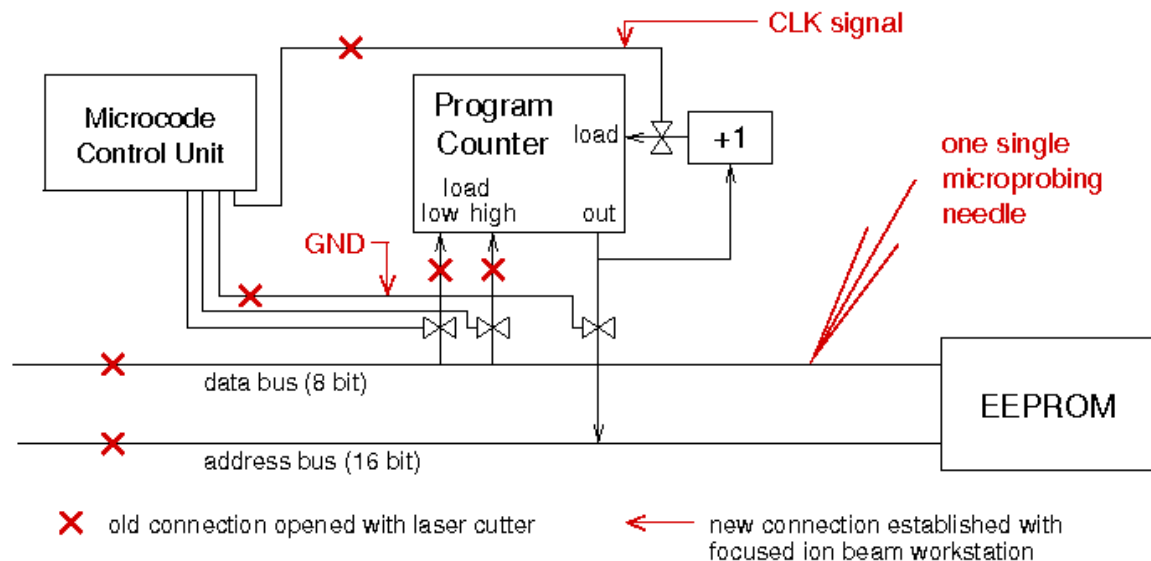 CLK signal
Microcode
Control Unit
Program
Counter
load
+1
load
low high
out
GND
one single
microprobing
needle
data bus (8 bit)
address bus (16 bit)
EEPROM
old connection opened with laser cutter
new connection established with
focused ion beam workstation